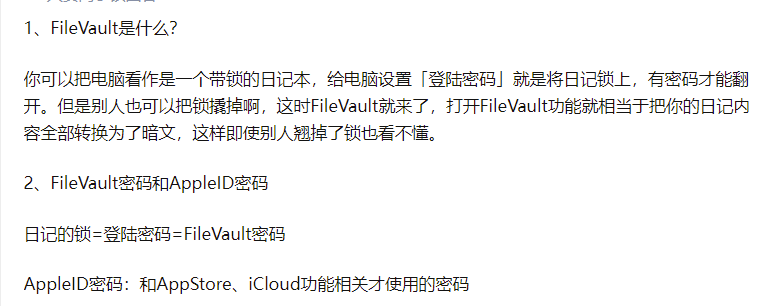 1、FileVault是什么?
你可以把电脑看作是一个带锁的日记本，给电脑设置「登陆密码」就是将日记锁上，有密码才能翻
开。但是别人也可以把锁撬掉啊，这时FileVault就来了，打开FileVault功能就相当于把你的日记内
容全部转换为了暗文，这样即使别人翘掉了锁也看不懂。
2、FileVault密码和AppleID密码
日记的锁=登陆密码=FileVault密码
AppleID密码：和AppStore、iCloud功能相关才使用的密码